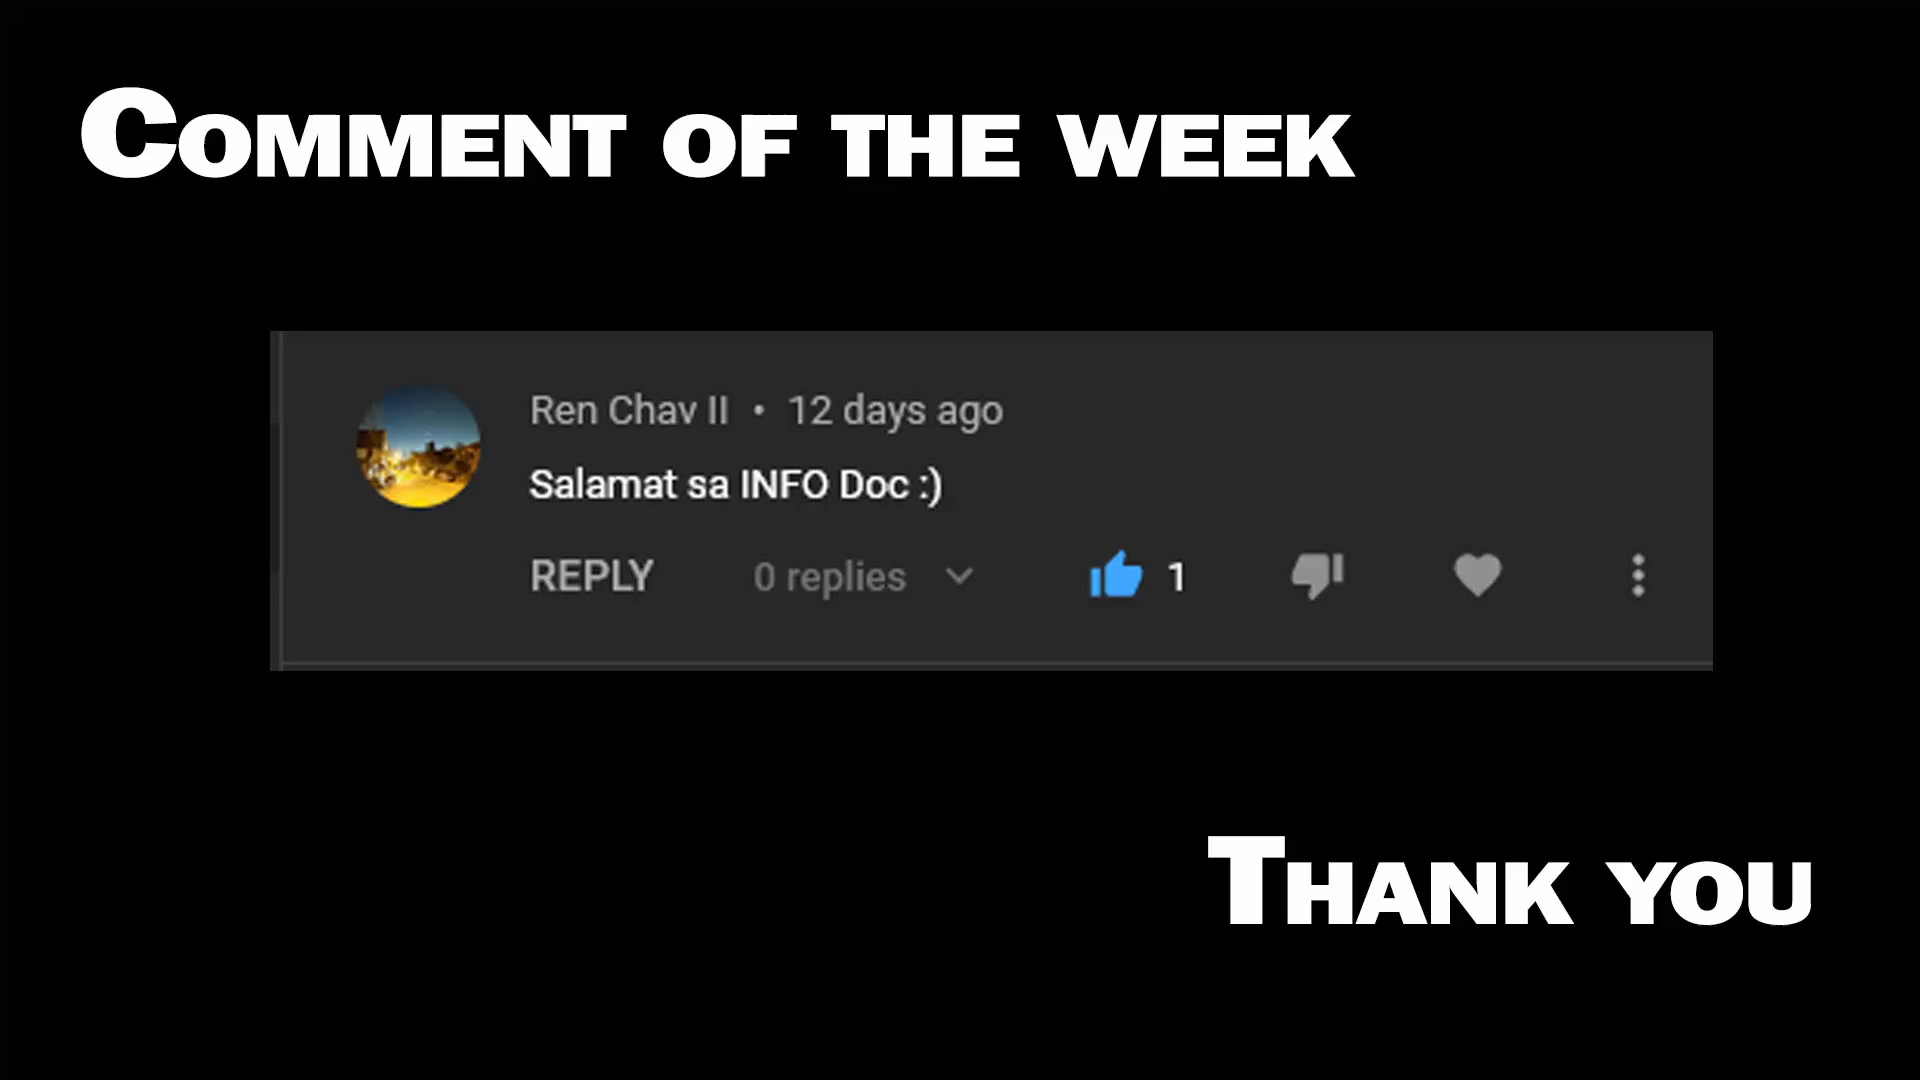 Comment of the week
Ren Chav II • 12 days ago
Salamat sa INFO Doc :)
REPLY 0 replies 1
Thank you